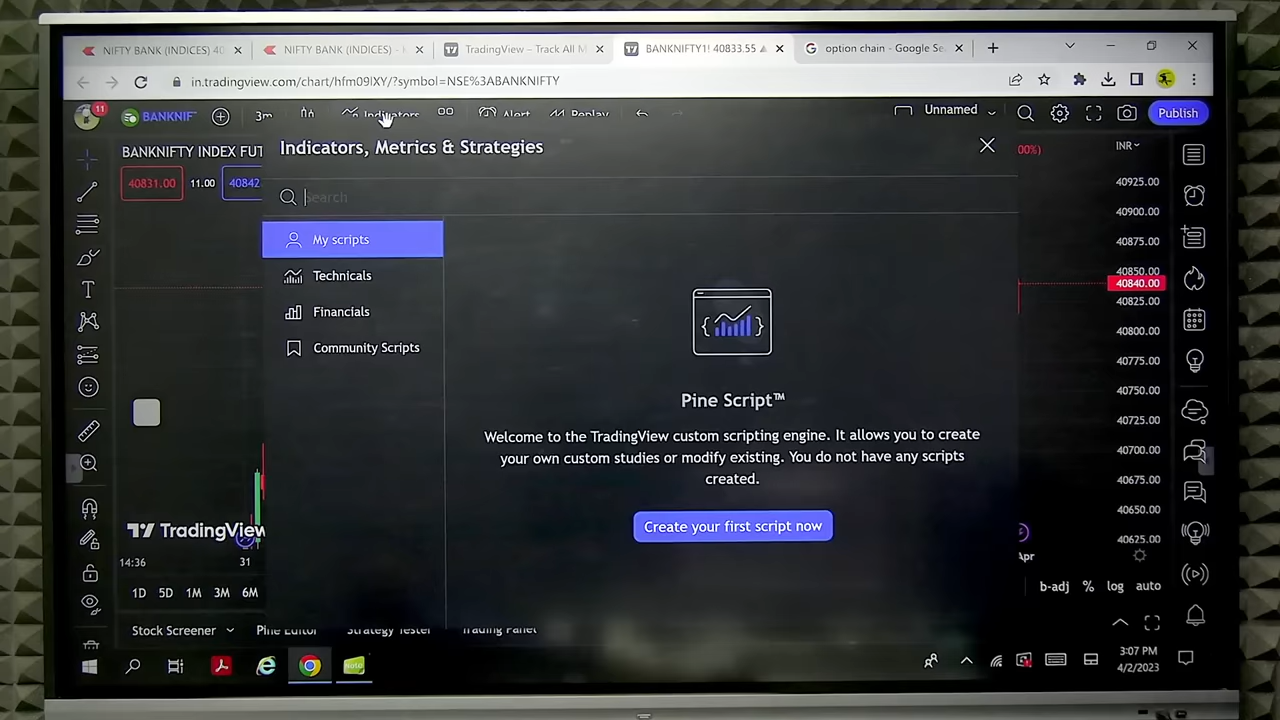 NIFTY BANK (INDICES) 40
NIFTY BANK (INDICES) -
TradingView – Track All M
BANKNIFTY1! 40833.55
option chain - Google Se
in.tradingview.com/chart/hfm09IXY/?symbol=NSE%3ABANKNIFTY
11
BANKNIF
3m
Indicators
Alert
Replay
Unnamed
Publish
BANKNIFTY INDEX FUT
Indicators, Metrics & Strategies
00%)
INR
40831.00
11.00
40842
Search
My scripts
Technicals
Financials
Community Scripts
Pine Script™
Welcome to the TradingView custom scripting engine. It allows you to create
your own custom studies or modify existing. You do not have any scripts
created.
Create your first script now
40925.00
40900.00
40875.00
40850.00
40840.00
40825.00
40800.00
40775.00
40750.00
40725.00
40700.00
40675.00
40650.00
40625.00
TradingView
14:36
31
Apr
1D 5D 1M 3M 6M
b-adj % log auto
Stock Screener
Pine Editor
Strategy Tester
Trading Panel
3:07 PM
4/2/2023